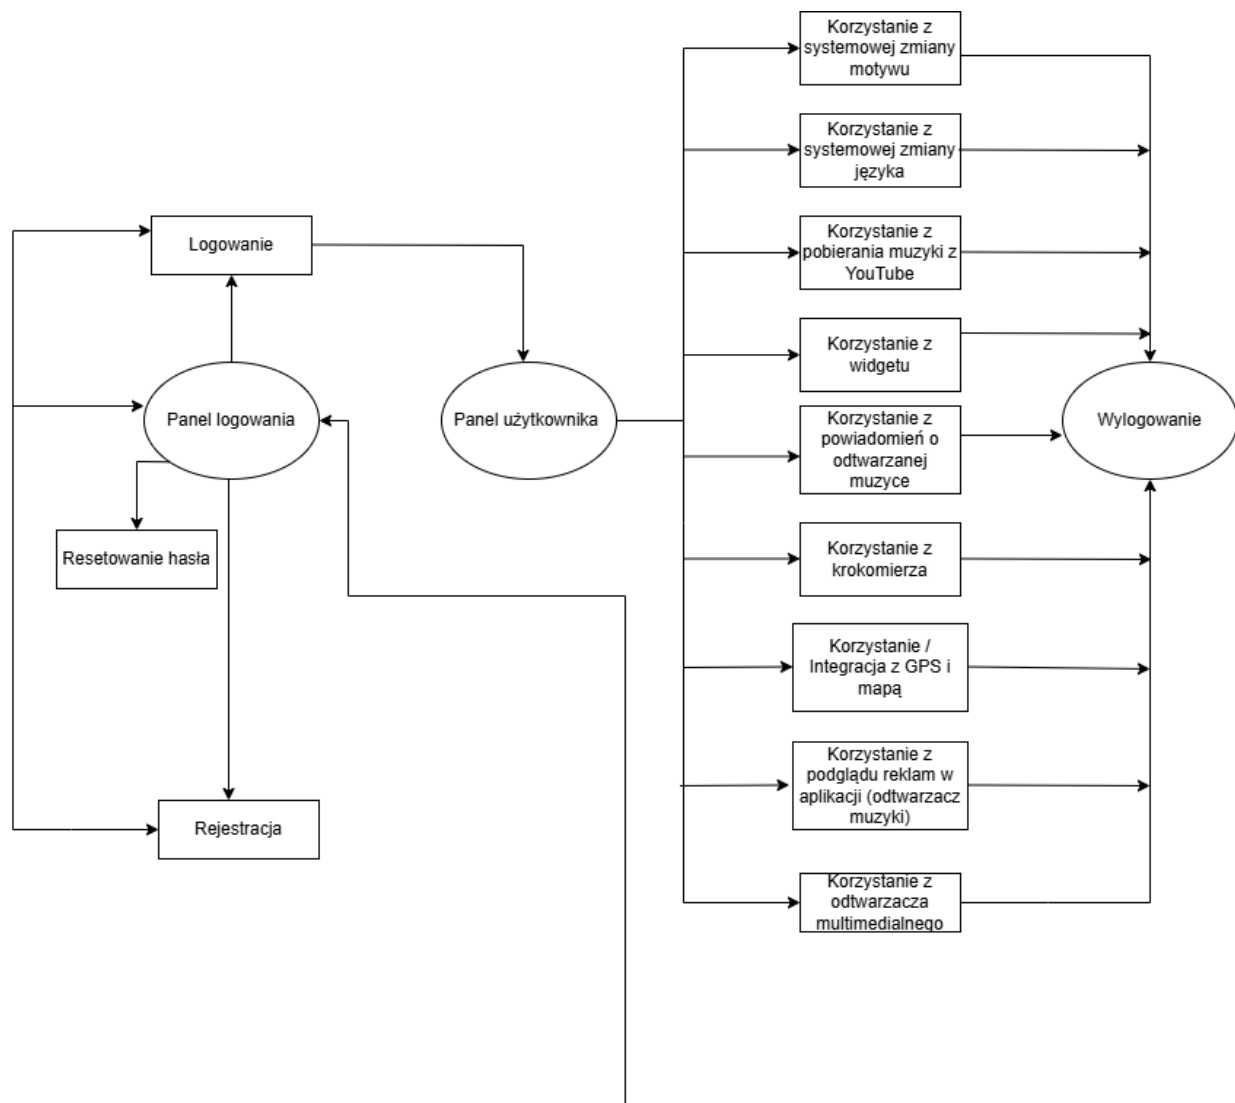 Korzystanie z
systemowej zmiany
motywu
Korzystanie z
systemowej zmiany
języka
Logowanie
Korzystanie z
pobierania muzyki z
YouTube
Korzystanie z
widgetu
Panel logowania
Panel użytkownika
Korzystanie z
powiadomień o
odtwarzanej
muzyce
Wylogowanie
Resetowanie hasła
Korzystanie z
krokomierza
Korzystanie /
Integracja z GPS i
mapą
Korzystanie z
podglądu reklam w
aplikacji (odtwarzacz
muzyki)
Rejestracja
Korzystanie z
odtwarzacza
multimedialnego